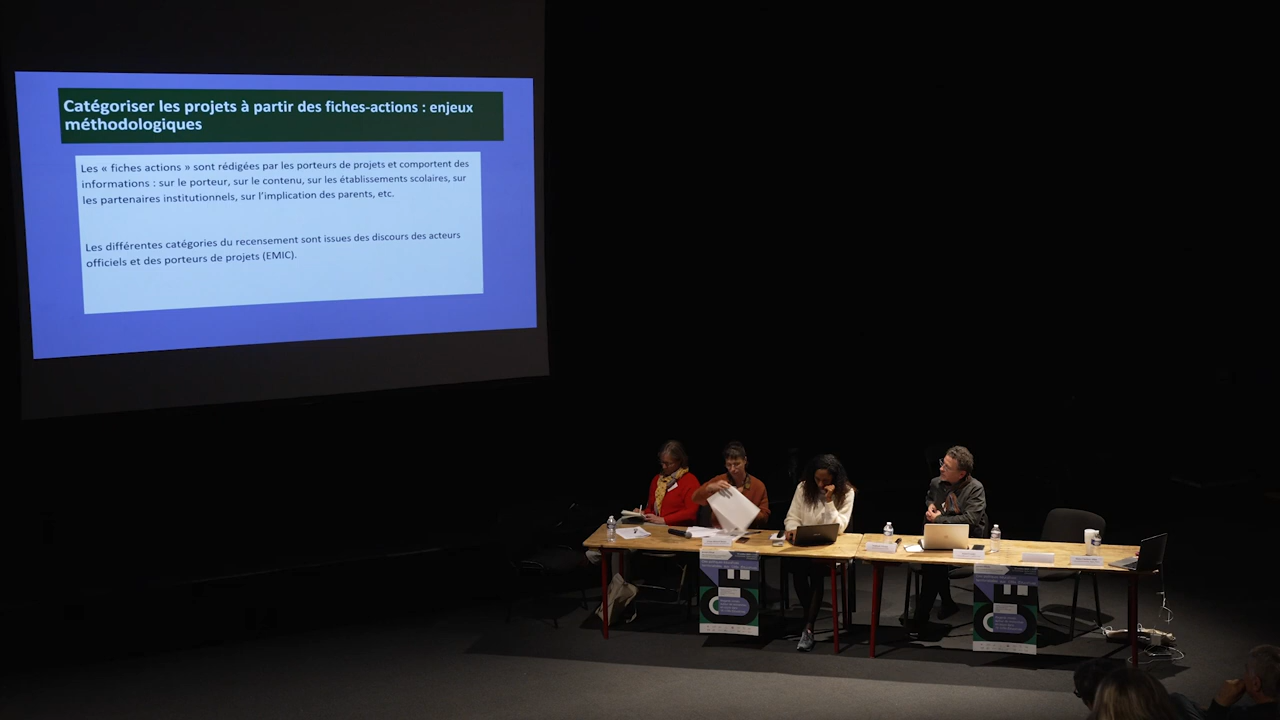 Catégoriser les projets à partir des fiches-actions : enjeux
méthodologiques
Les « fiches actions » sont rédigées par les porteurs de projets et comportent des
informations : sur le porteur, sur le contenu, sur les établissements scolaires, sur
les partenaires institutionnels, sur l'implication des parents, etc.
Les différentes catégories du recensement sont issues des discours des acteurs
officiels et des porteurs de projets (EMIC).